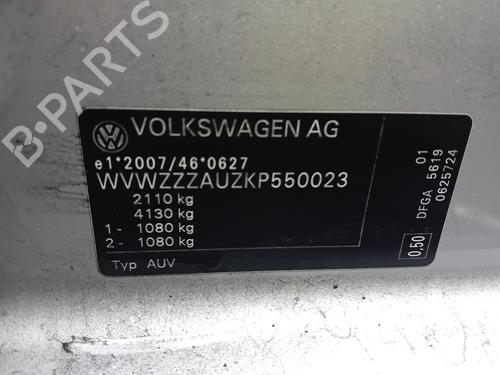 B-PARTS
VOLKSWAGEN AG
e1*2007/46*0627
WVWZZZAUZKP550023
2110 kg
4130 kg
1 - 1080 kg
2 - 1080 kg
Typ AUV
DFGA 5619 01
0625724
0,50